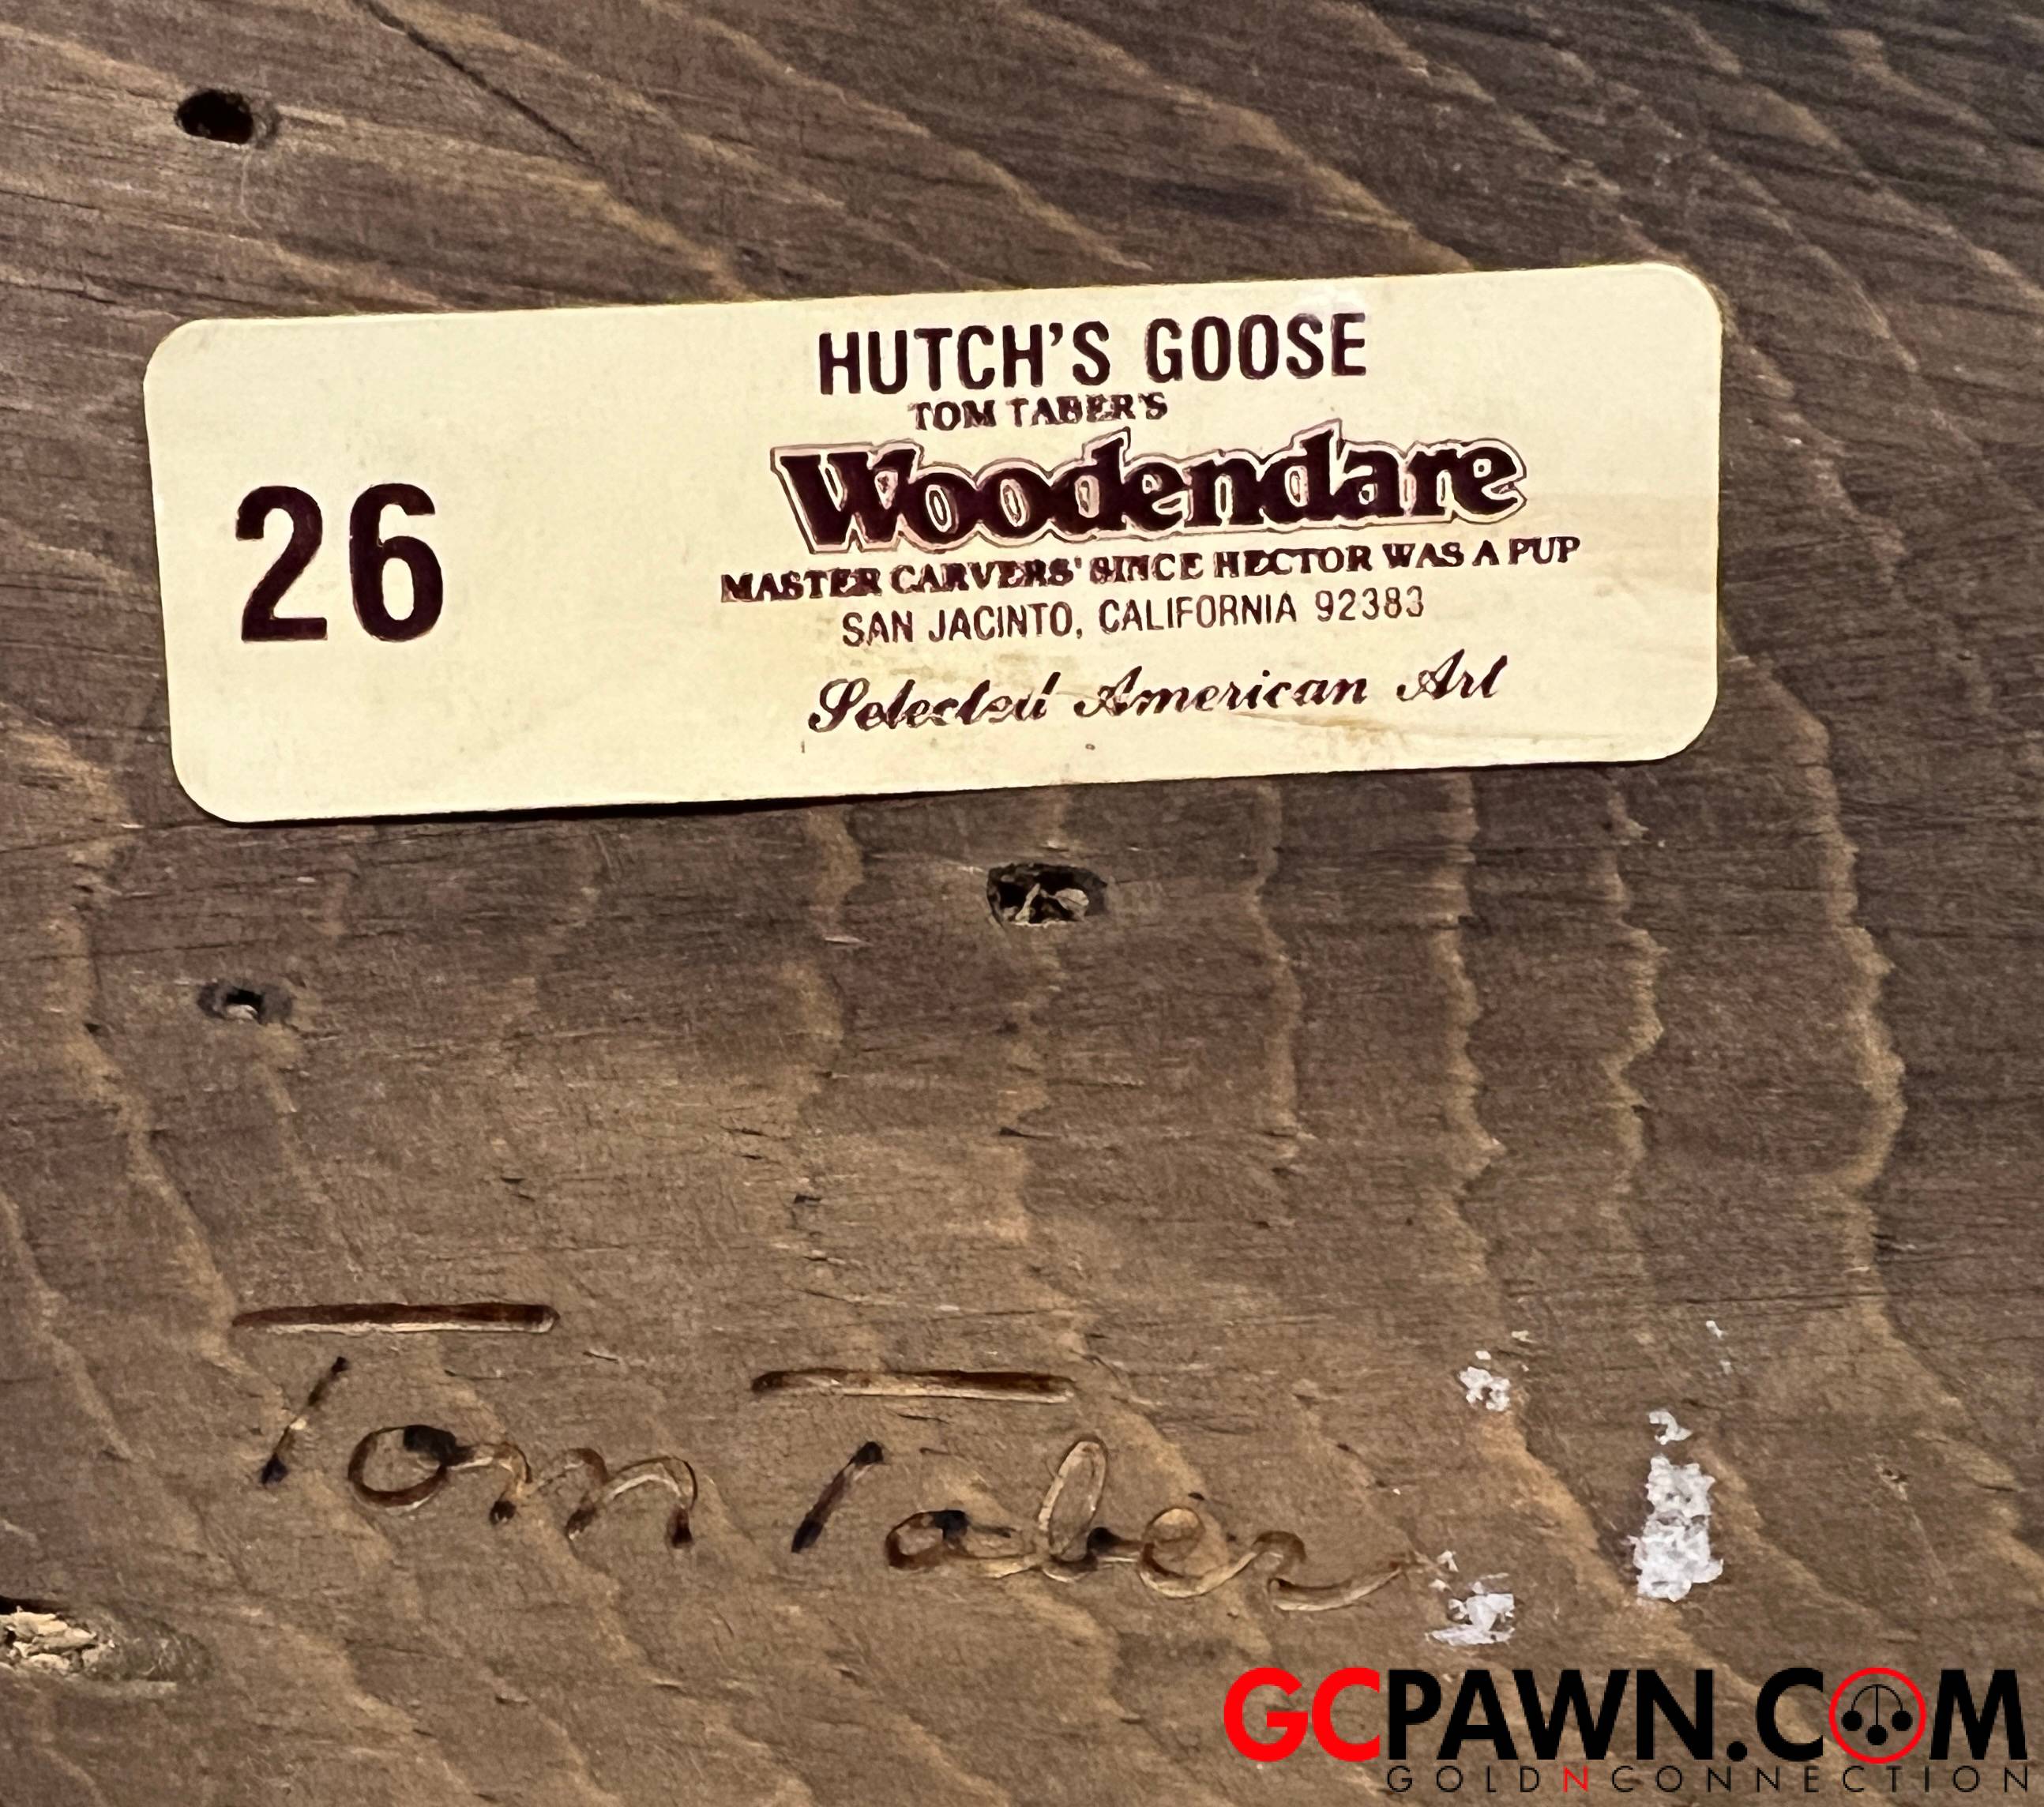 HUTCH'S GOOSE
TOM TABER'S
Woodendare
26
MASTER CARVERS' SINCE HECTOR WAS A PUP
SAN JACINTO, CALIFORNIA 92383
Selected American Art
Tom Taber
GCPAWN.COM
GOLDNCONNECTION